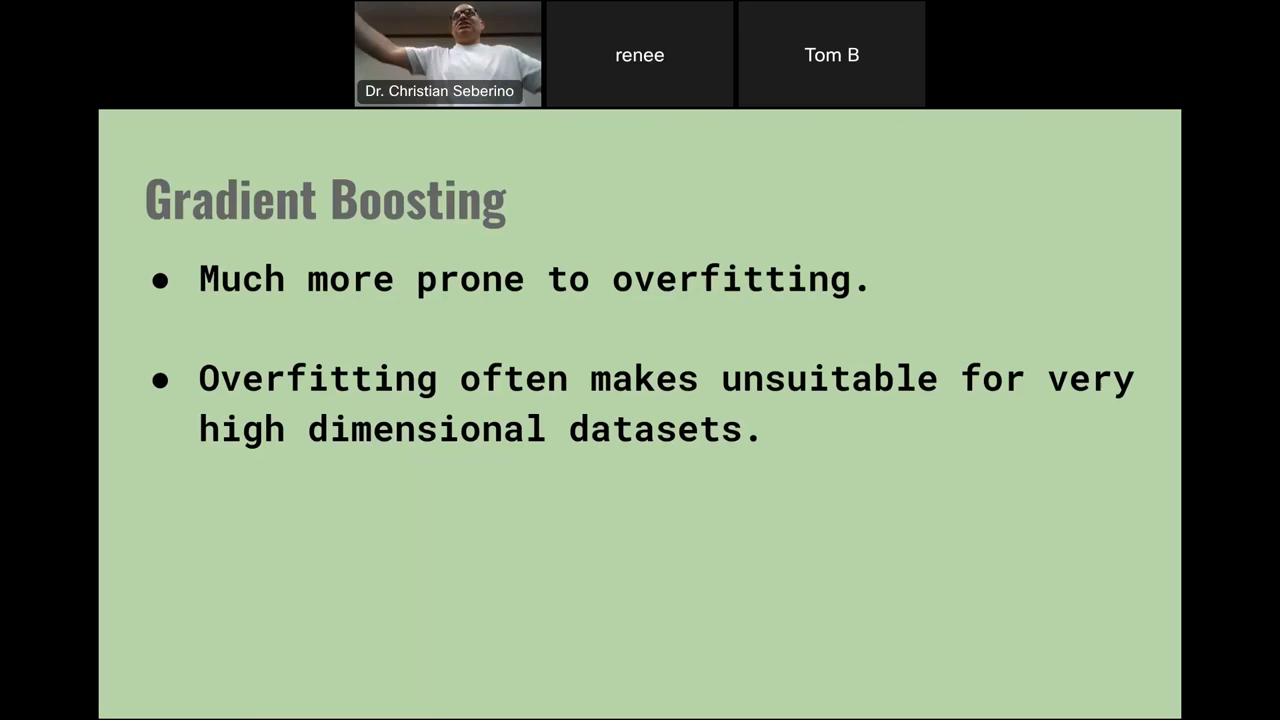 Dr. Christian Seberino
renee
Tom B
Gradient Boosting
● Much more prone to overfitting.
● Overfitting often makes unsuitable for very
high dimensional datasets.